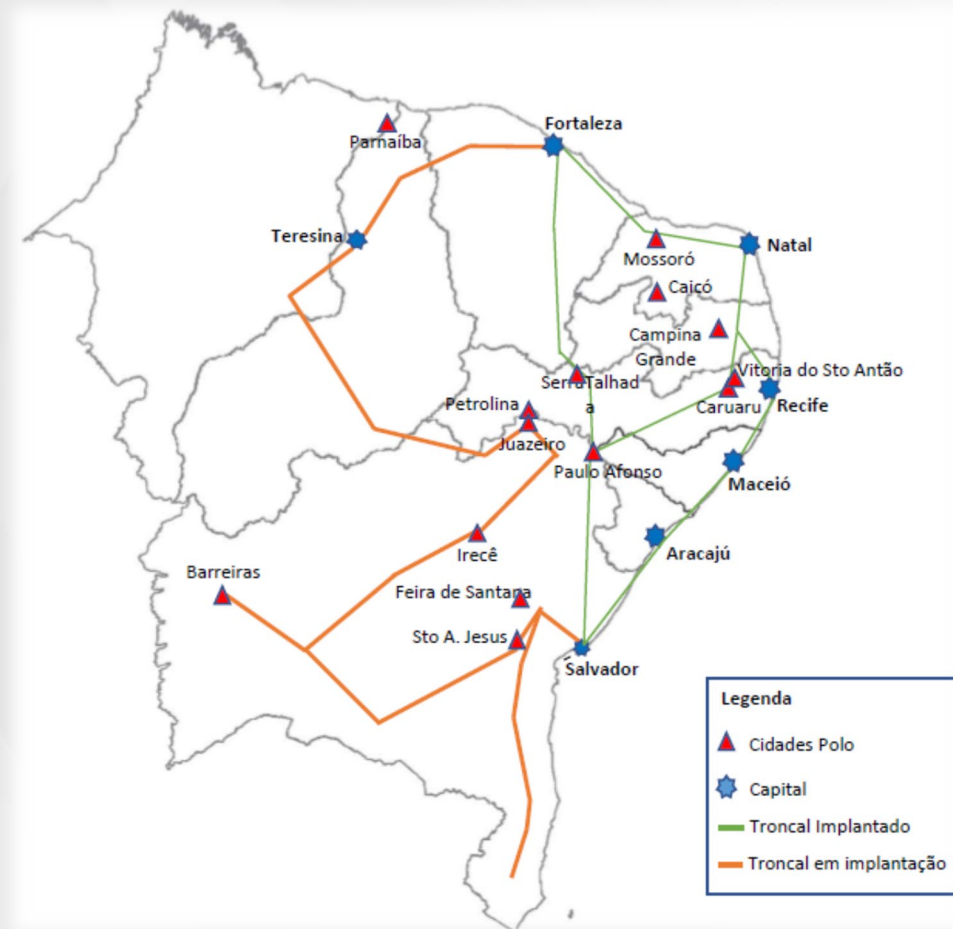 Fortaleza
Parnaíba
Teresina
Natal
Mossoró
Caicó
Campina
Grande
Vitoria do Sto Antão
SerraTalhad
a
Petrolina
Caruaru
Recife
Juazeiro
Paulo Afonso
Maceió
Irecê
Aracajú
Barreiras
Feira de Santana
Sto A. Jesus
Salvador
Legenda
Cidades Polo
Capital
Troncal Implantado
Troncal em implantação